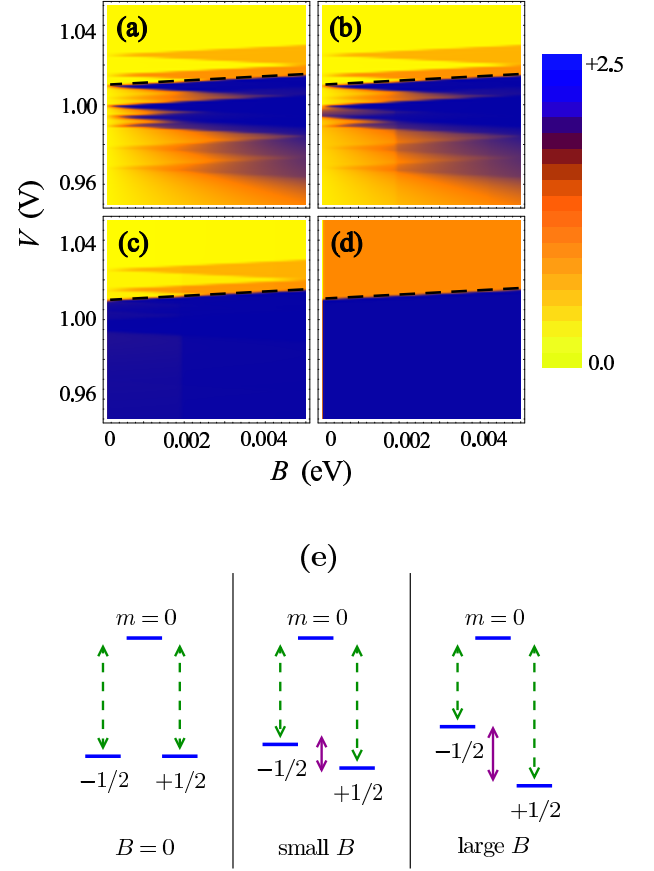 (a) (b)
1.04
1.00
0.96
+2.5
0.0
V (V)
(c) (d)
1.04
1.00
0.96
0 0.002 0.004 0 0.002 0.004
B (eV)
(e)
m = 0 m = 0 m = 0
−1/2 +1/2 −1/2 +1/2 −1/2 +1/2
B = 0 small B large B